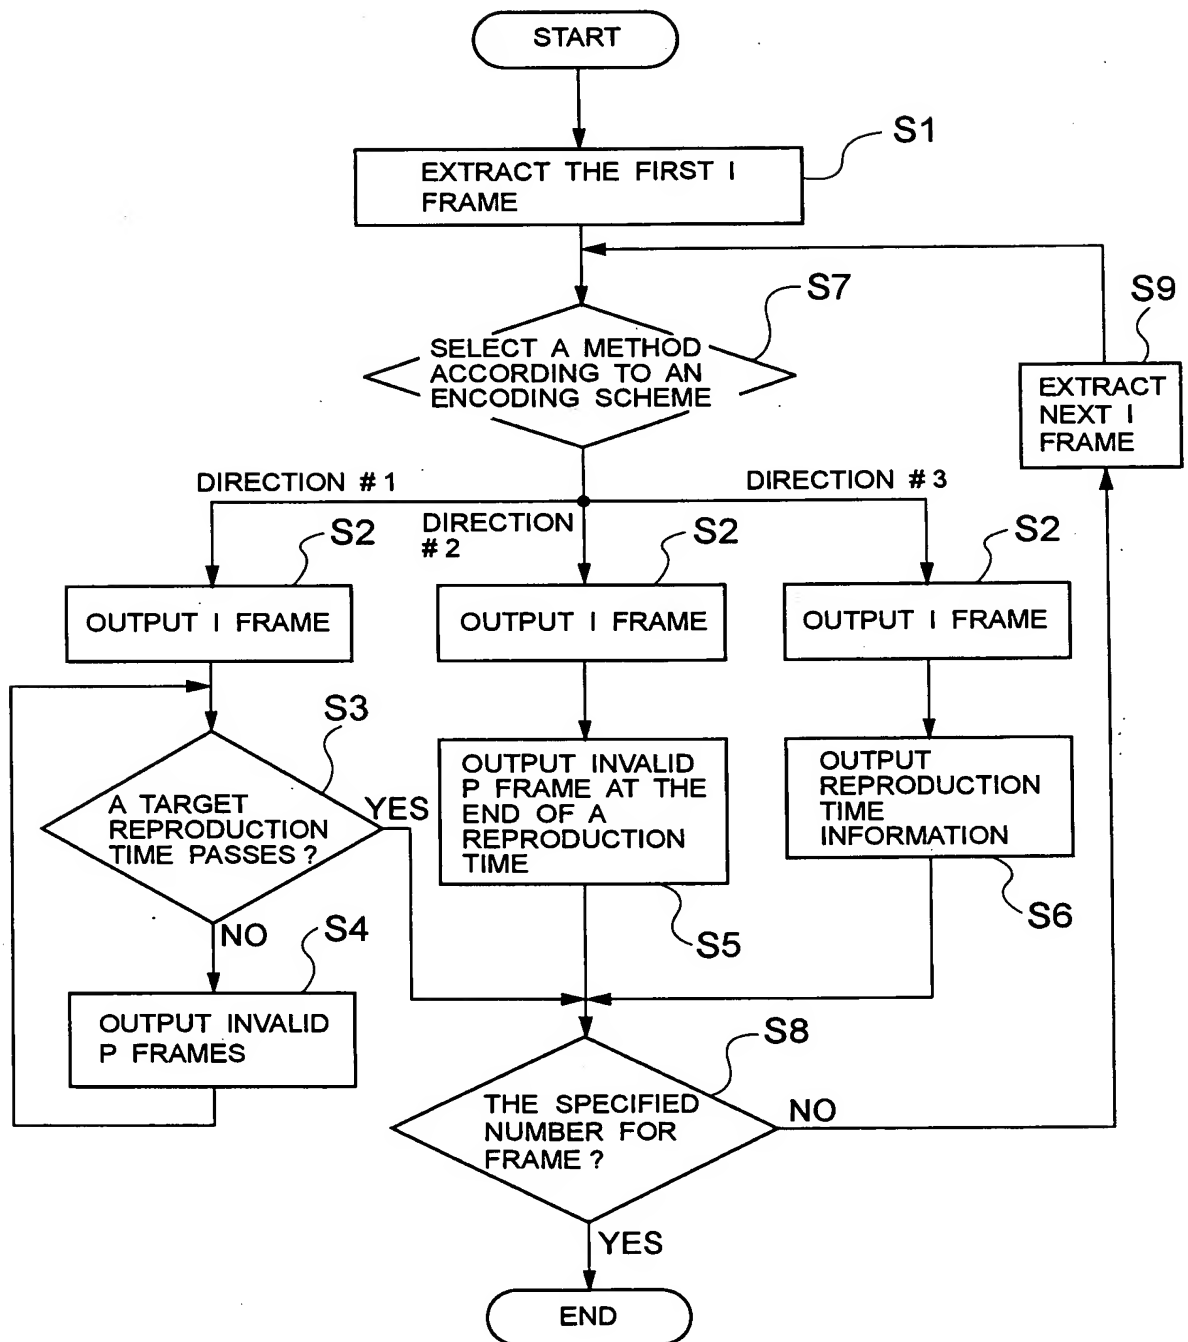 START
S1
EXTRACT THE FIRST I
FRAME
S7
S9
SELECT A METHOD
ACCORDING TO AN
ENCODING SCHEME
EXTRACT
NEXT I
FRAME
DIRECTION #1
DIRECTION
#2
DIRECTION #3
S2
S2
S2
OUTPUT I FRAME
OUTPUT I FRAME
OUTPUT I FRAME
S3
A TARGET
REPRODUCTION
TIME PASSES?
YES
NO
OUTPUT INVALID
P FRAME AT THE
END OF A
REPRODUCTION
TIME
OUTPUT
REPRODUCTION
TIME
INFORMATION
S4
S5
S6
OUTPUT INVALID
P FRAMES
S8
THE SPECIFIED
NUMBER FOR
FRAME?
NO
YES
END